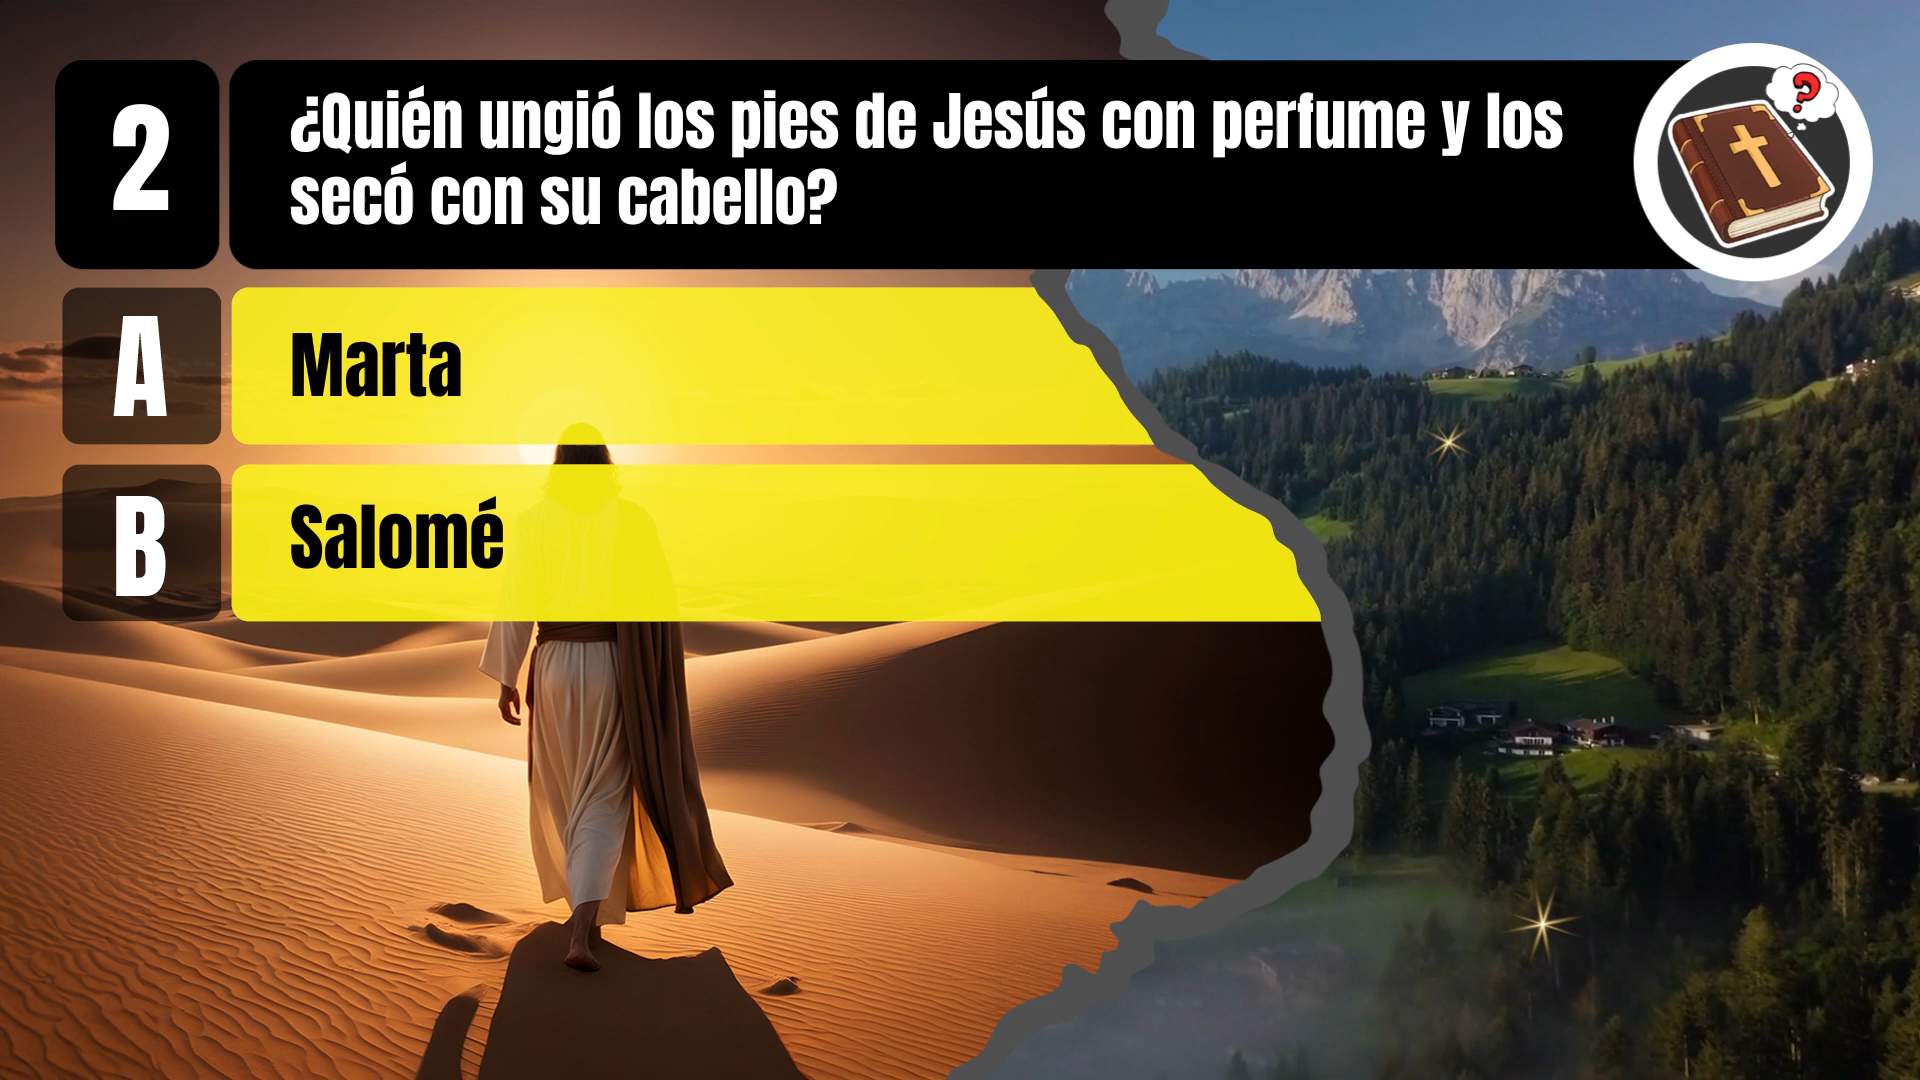 2
¿Quién ungió los pies de Jesús con perfume y los
secó con su cabello?
?
A
Marta
B
Salomé